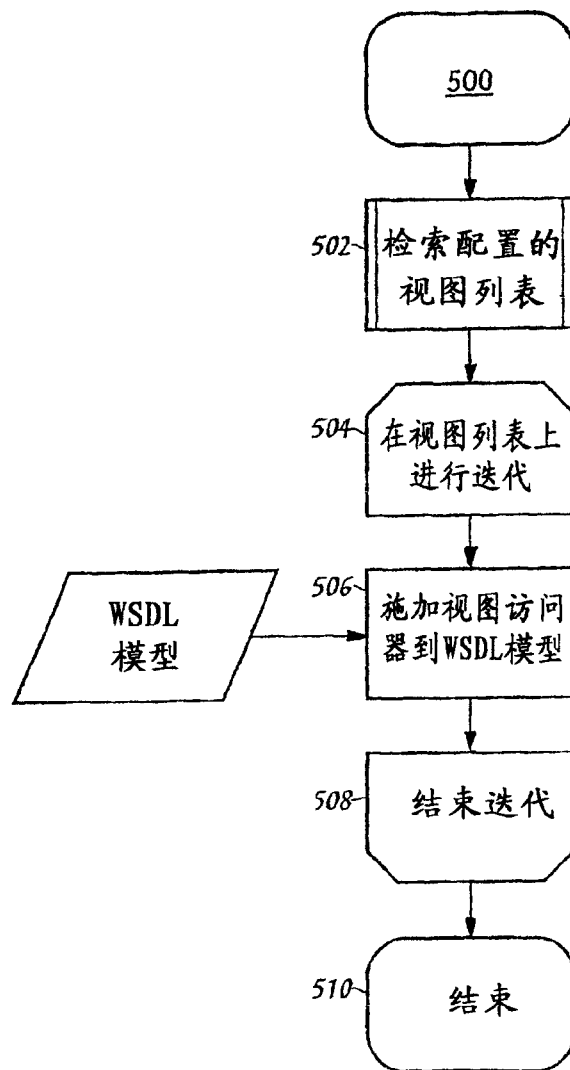 500
502
检索配置的
视图列表
504
在视图列表上
进行迭代
WSDL
模型
506
施加视图访问
器到WSDL模型
508
结束迭代
510
结束